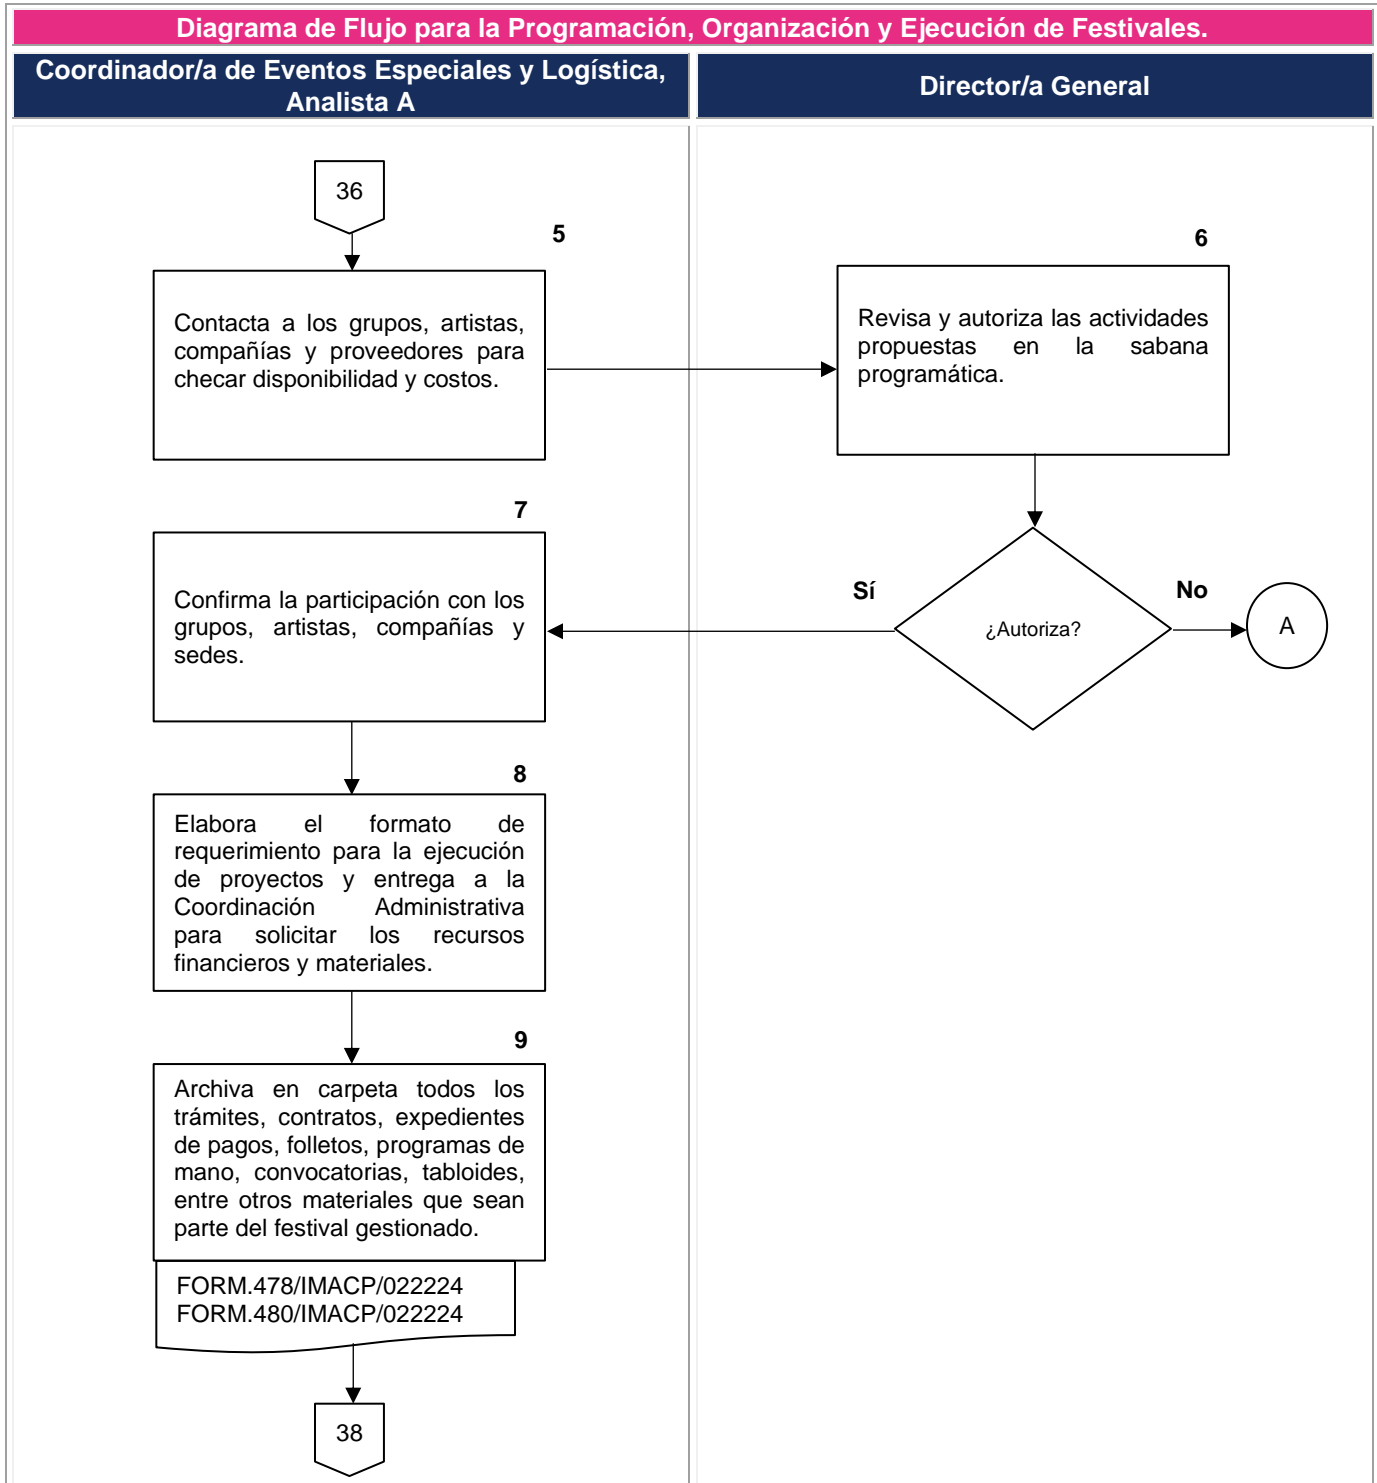 Diagrama de Flujo para la Programación, Organización y Ejecución de Festivales.
Coordinador/a de Eventos Especiales y Logística,
Analista A
Director/a General
36
5
Contacta a los grupos, artistas,
compañías y proveedores para
checar disponibilidad y costos.
6
Revisa y autoriza las actividades
propuestas en la sabana
programática.
¿Autoriza?
Sí
No
A
7
Confirma la participación con los
grupos, artistas, compañías y
sedes.
8
Elabora el formato de
requerimiento para la ejecución
de proyectos y entrega a la
Coordinación Administrativa
para solicitar los recursos
financieros y materiales.
9
Archiva en carpeta todos los
trámites, contratos, expedientes
de pagos, folletos, programas de
mano, convocatorias, tabloides,
entre otros materiales que sean
parte del festival gestionado.
FORM.478/IMACP/022224
FORM.480/IMACP/022224
38